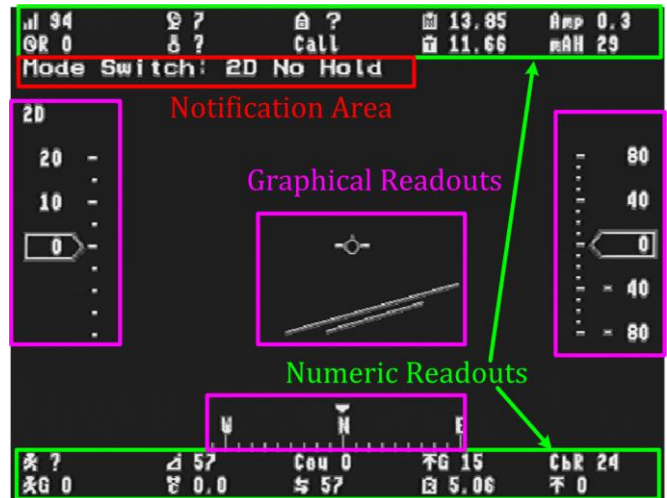 94 7 ? 13.85 Amp 0.3
R 0 ? Call 11.66 mAH 29
Mode Switch: 2D No Hold
Notification Area
2D
20 80
Graphical Readouts
10 40
0 0
40
80
Numeric Readouts
W N E
? 57 Cou 0 G 15 CbR 24
G 0 0.0 57 5.06 0